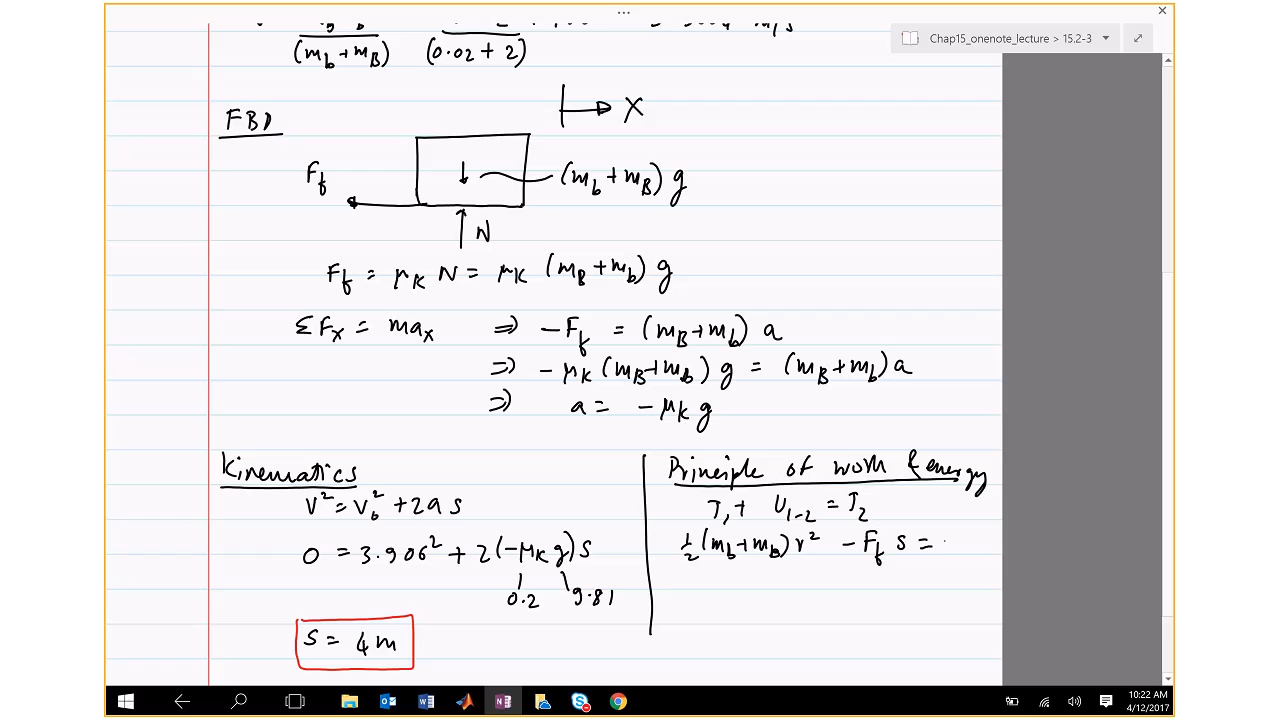 Chap15_onenote_lecture > 15.2-3
(m_b+m_B) (0.02+2)
FBD
X
F_f
(m_b+m_B) g
N
F_f = μ_K N = μ_K (m_B+m_b) g
ΣF_x = ma_x ⇒ -F_f = (m_B+m_b) a
⇒ -μ_K (m_B+m_b) g = (m_B+m_b) a
⇒ a = -μ_K g
Kinematics
V² = V_b² + 2as
0 = 3.906² + 2(-μ_K g)s
0.2 9.81
S = 4m
Principle of work & energy
T_1 + U_1-2 = T_2
1/2 (m_b+m_B) v² - F_f s =
10:22 AM
4/12/2017